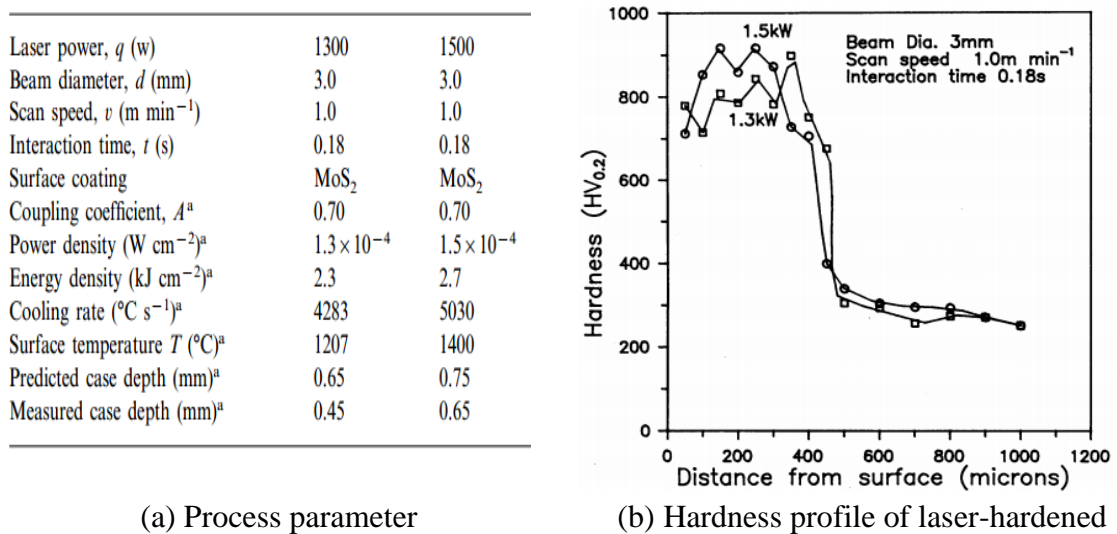 Laser power, q (w) 1300 1500
Beam diameter, d (mm) 3.0 3.0
Scan speed, v (m min⁻¹) 1.0 1.0
Interaction time, t (s) 0.18 0.18
Surface coating MoS₂ MoS₂
Coupling coefficient, Aᵃ 0.70 0.70
Power density (W cm⁻²)ᵃ 1.3 × 10⁻⁴ 1.5 × 10⁻⁴
Energy density (kJ cm⁻²)ᵃ 2.3 2.7
Cooling rate (°C s⁻¹)ᵃ 4283 5030
Surface temperature T (°C)ᵃ 1207 1400
Predicted case depth (mm)ᵃ 0.65 0.75
Measured case depth (mm)ᵃ 0.45 0.65
(a) Process parameter
1000
800
600
400
200
0
Hardness (HV₀.₂)
1.5kW
1.3kW
Beam Dia. 3mm
Scan speed 1.0m min⁻¹
Interaction time 0.18s
0 200 400 600 800 1000 1200
Distance from surface (microns)
(b) Hardness profile of laser-hardened